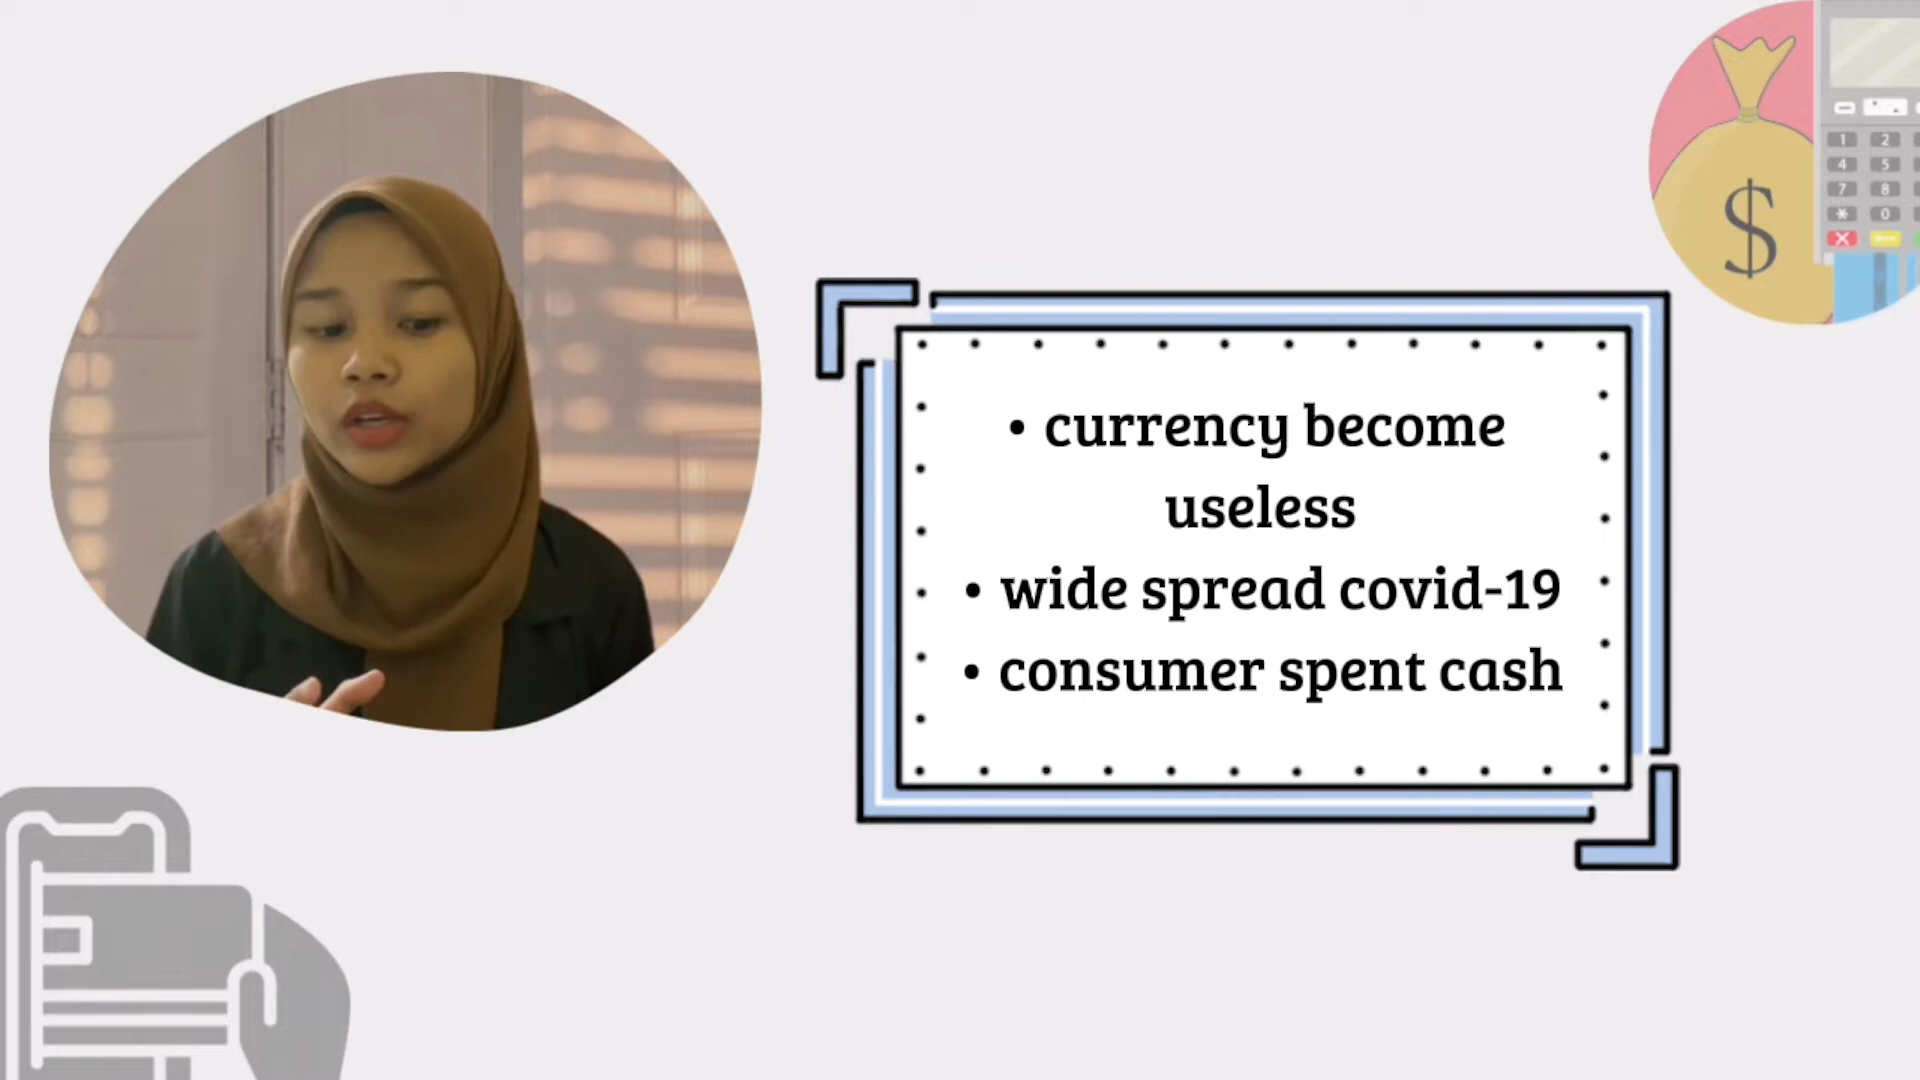 • currency become
useless
• wide spread covid-19
• consumer spent cash
$
1 2
4 5
7 8
* 0
X